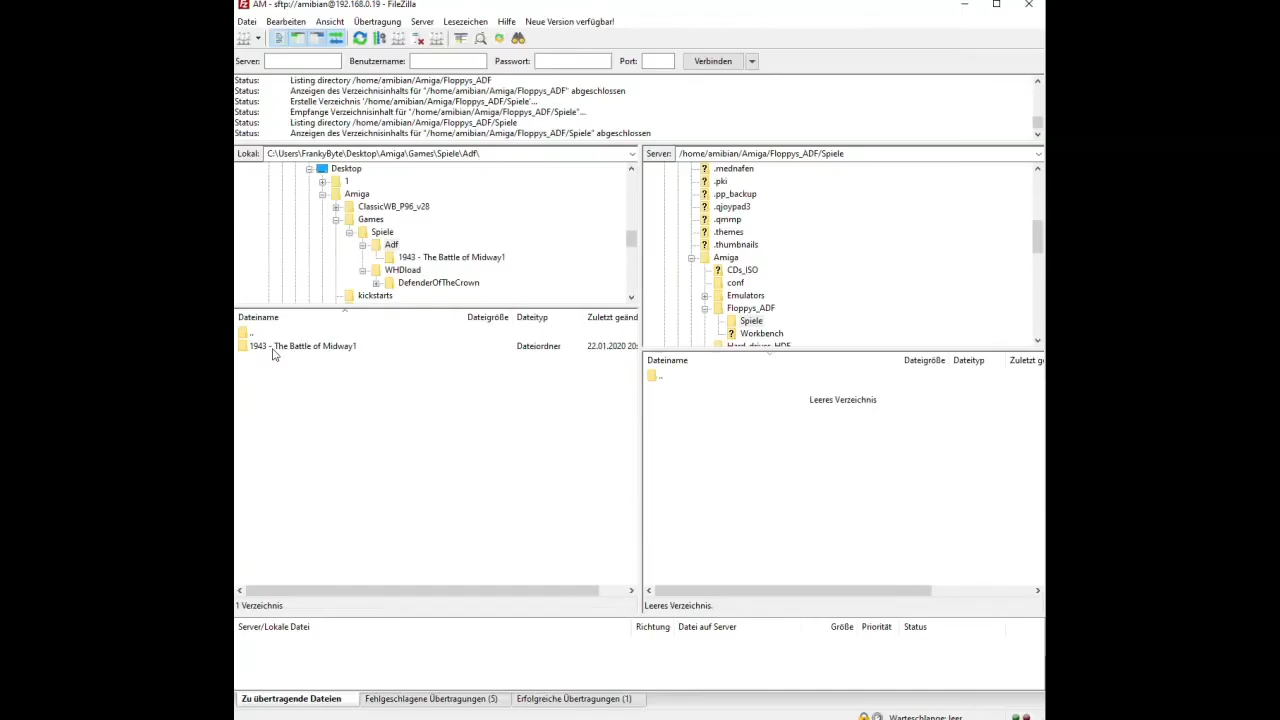 AM - sftp://amibian@192.168.0.19 - FileZilla
Datei Bearbeiten Ansicht Übertragung Server Lesezeichen Hilfe Neue Version verfügbar!
Server: Benutzername: Passwort: Port: Verbinden
Status: Listing directory /home/amibian/Amiga/Floppys_ADF
Status: Anzeigen des Verzeichnisinhalts für "/home/amibian/Amiga/Floppys_ADF" abgeschlossen
Status: Erstelle Verzeichnis '/home/amibian/Amiga/Floppys_ADF/Spiele'...
Status: Empfange Verzeichnisinhalt für "/home/amibian/Amiga/Floppys_ADF/Spiele"...
Status: Listing directory /home/amibian/Amiga/Floppys_ADF/Spiele
Status: Anzeigen des Verzeichnisinhalts für "/home/amibian/Amiga/Floppys_ADF/Spiele" abgeschlossen
Lokal: C:\Users\FrankyByte\Desktop\Amiga\Games\Spiele\Adf\
Desktop
1
Amiga
ClassicWB_P96_v28
Games
Spiele
Adf
1943 - The Battle of Midway1
WHDload
DefenderOfTheCrown
kickstarts
Dateiname Dateigröße Dateityp Zuletzt geänd
..
1943 - The Battle of Midway1 Dateiordner 22.01.2020 20:
1 Verzeichnis
Server: /home/amibian/Amiga/Floppys_ADF/Spiele
.mednafen
.pki
.pp_backup
.qjoypad3
.qmmp
.themes
.thumbnails
Amiga
CDs_ISO
conf
Emulators
Floppys_ADF
Spiele
Workbench
Hard_driver_HDF
Dateiname Dateigröße Dateityp Zuletzt ge
..
Leeres Verzeichnis
Leeres Verzeichnis.
Server/Lokale Datei Richtung Datei auf Server Größe Priorität Status
Zu übertragende Dateien Fehlgeschlagene Übertragungen (5) Erfolgreiche Übertragungen (1)
Warteschlange: leer